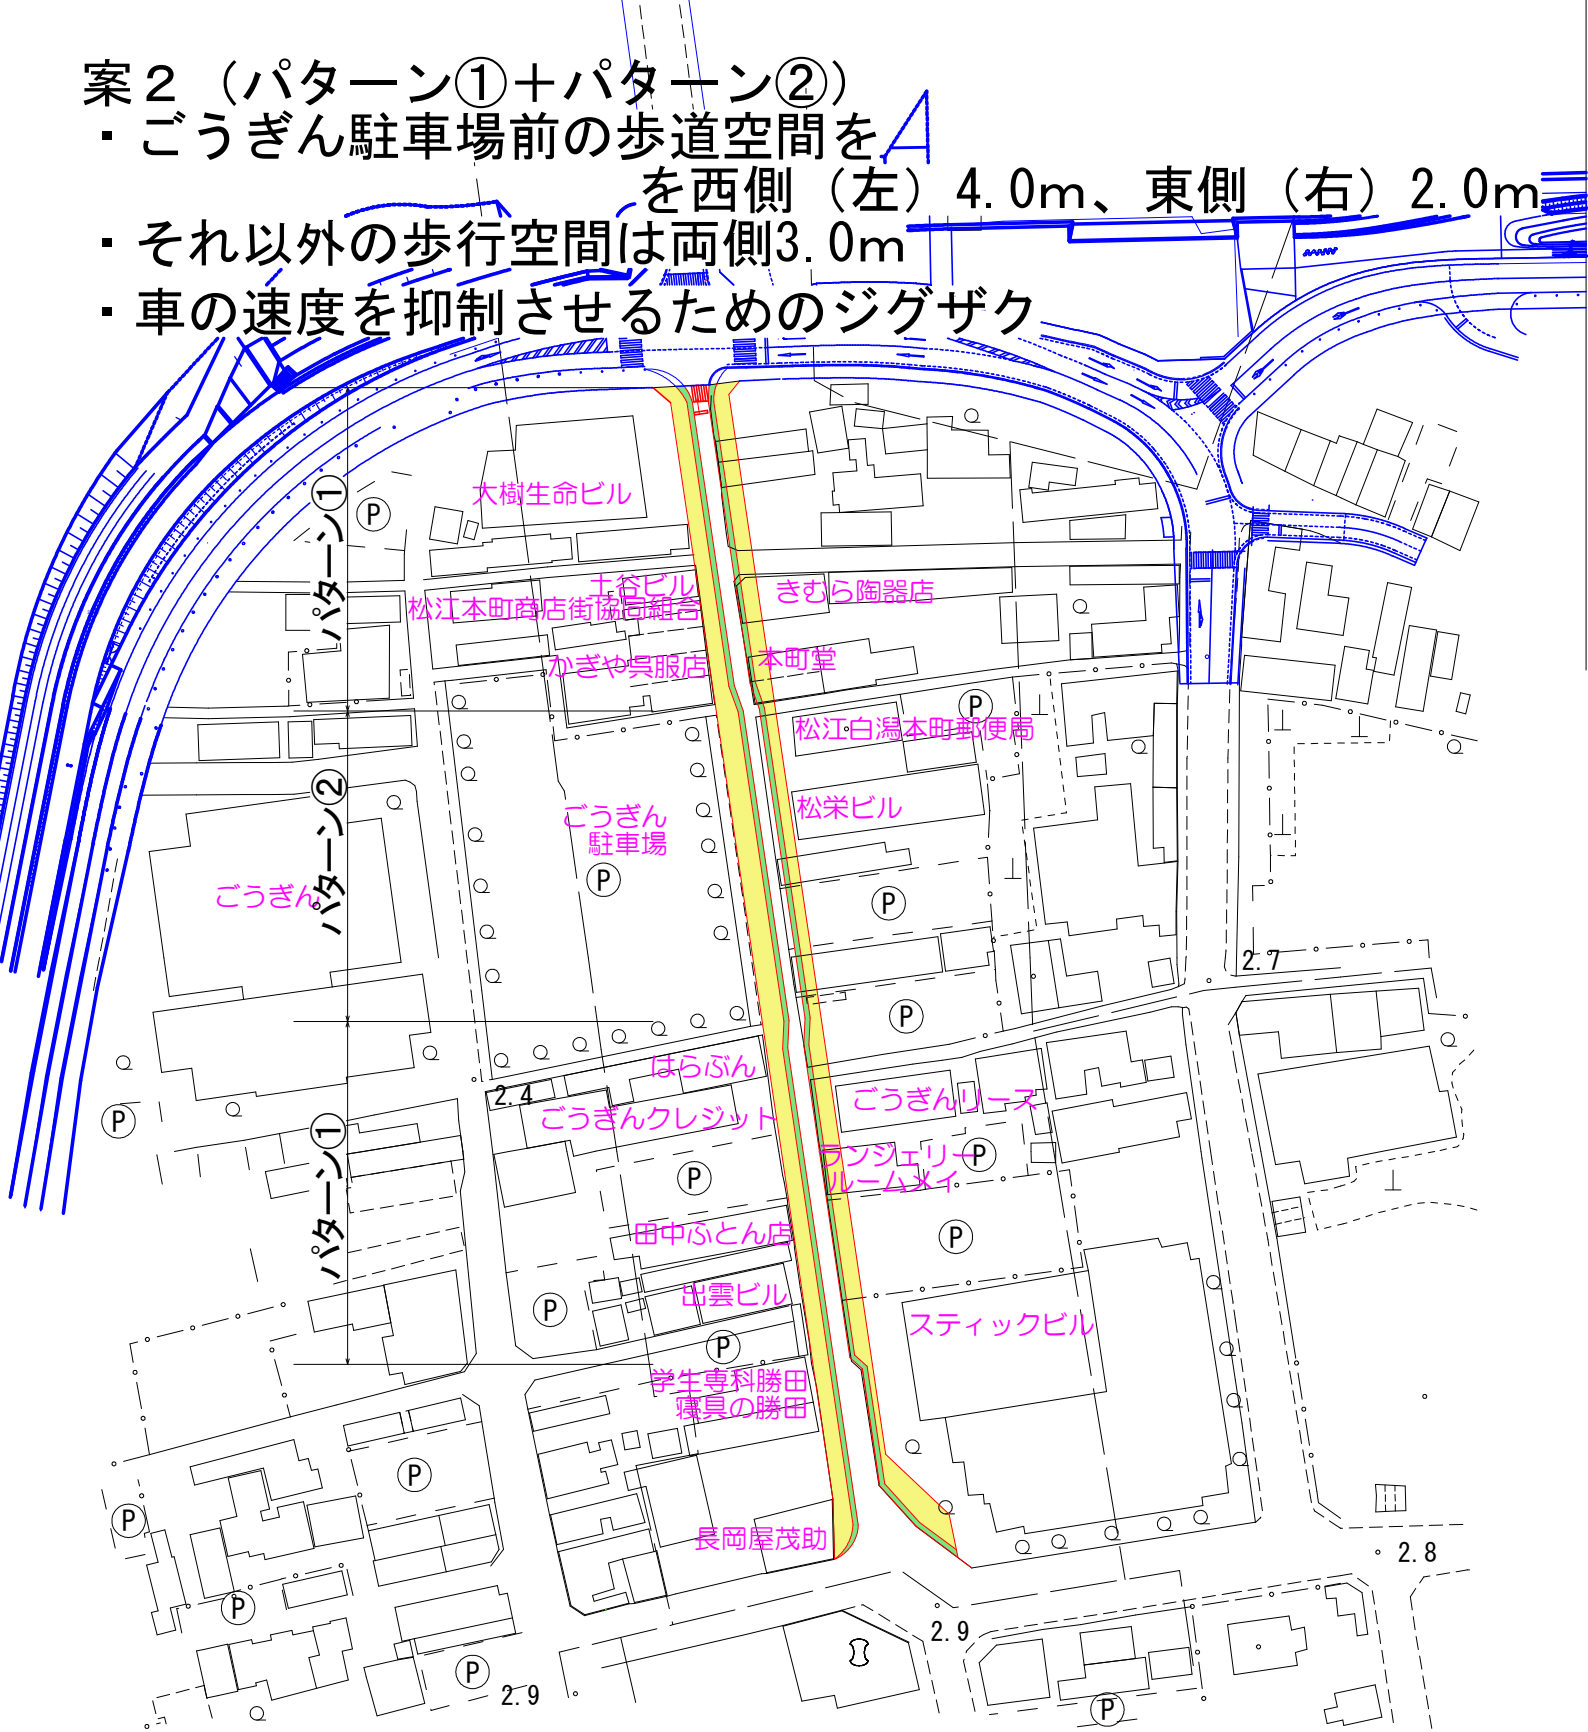 案２（パターン①＋パターン②）
・ごうぎん駐車場前の歩道空間を
を西側（左）4.0m、東側（右）2.0m
・それ以外の歩行空間は両側3.0m
・車の速度を抑制させるためのジグザク
パターン①
P
大樹生命ビル
土谷ビル
松江本町商店街協同組合
きむら陶器店
かぎや呉服店
本町堂
P
松江白潟本町郵便局
パターン②
ごうぎん
駐車場
松栄ビル
P
P
ごうぎん
2.7
P
はらぶん
2.4
ごうぎんクレジット
ごうぎんリース
P
パターン①
P
ランジェリー
ルームメイ
P
田中ふとん店
P
出雲ビル
P
スティックビル
P
学生専科勝田
寝具の勝田
P
P
長岡屋茂助
2.8
P
2.9
P
2.9
P